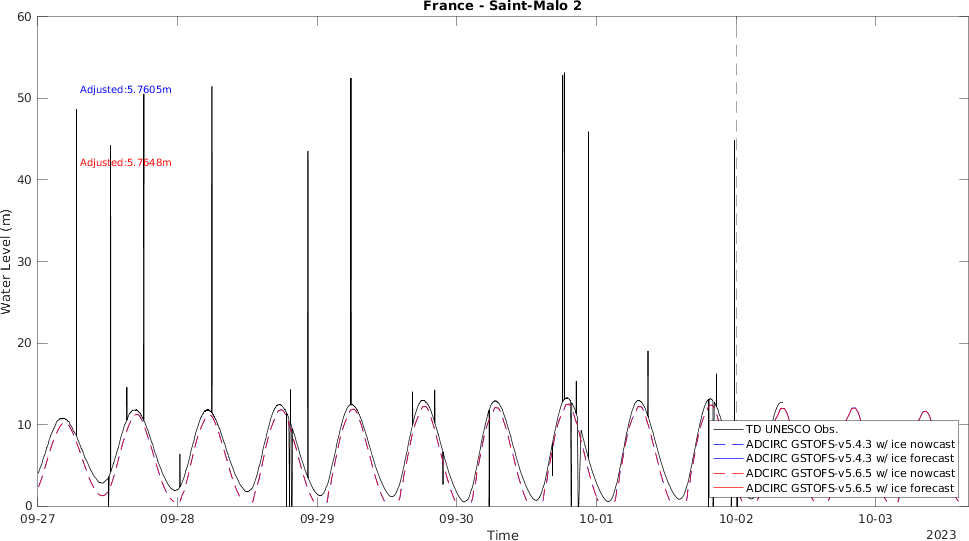 France - Saint-Malo 2
60
50
40
30
20
10
0
Water Level (m)
Adjusted:5.7605m
Adjusted:5.7648m
TD UNESCO Obs.
ADCIRC GSTOFS-v5.4.3 w/ ice nowcast
ADCIRC GSTOFS-v5.4.3 w/ ice forecast
ADCIRC GSTOFS-v5.6.5 w/ ice nowcast
ADCIRC GSTOFS-v5.6.5 w/ ice forecast
09-27 09-28 09-29 09-30 10-01 10-02 10-03
Time
2023